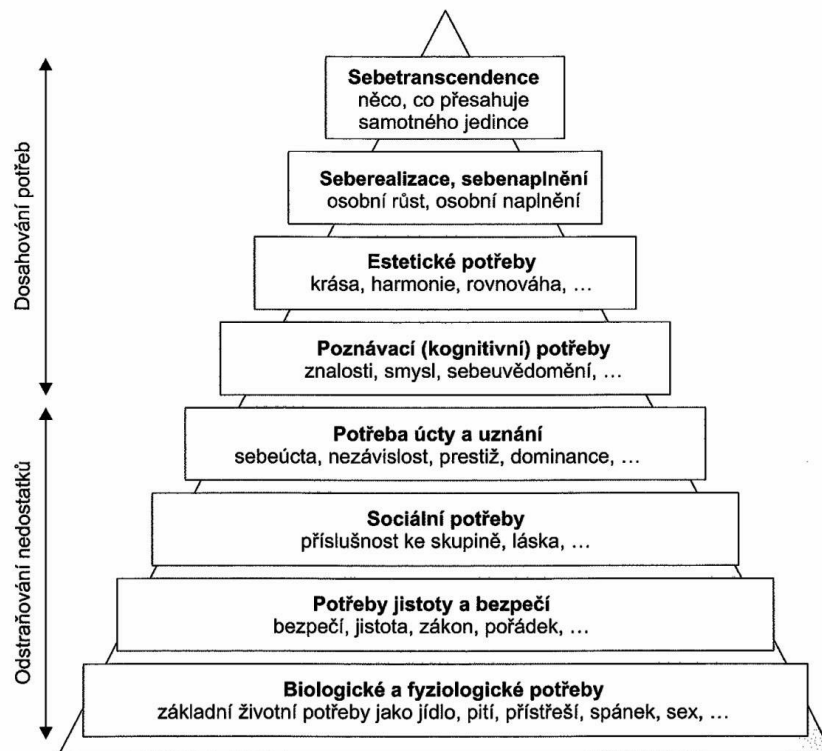 Sebetranscendence
něco, co přesahuje
samotného jedince
Seberealizace, sebenaplnění
osobní růst, osobní naplnění
Estetické potřeby
krása, harmonie, rovnováha, …
Poznávací (kognitivní) potřeby
znalosti, smysl, sebeuvědomění, …
Dosahování potřeb
Potřeba úcty a uznání
sebeúcta, nezávislost, prestiž, dominance, …
Sociální potřeby
příslušnost ke skupině, láska, …
Potřeby jistoty a bezpečí
bezpečí, jistota, zákon, pořádek, …
Biologické a fyziologické potřeby
základní životní potřeby jako jídlo, pití, přístřeší, spánek, sex, …
Odstraňování nedostatků